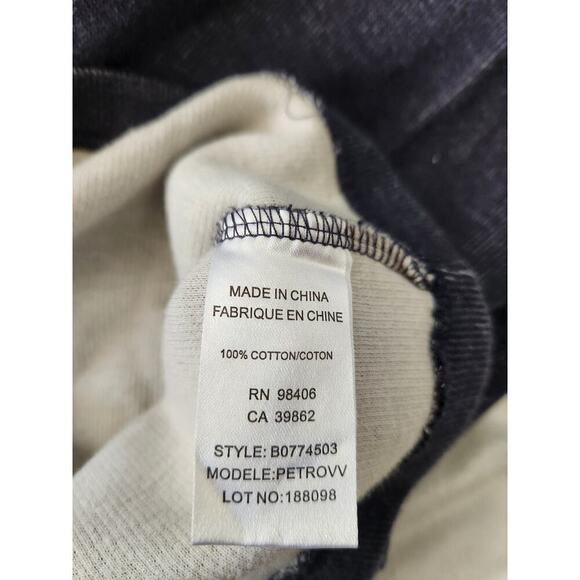 MADE IN CHINA
FABRIQUE EN CHINE
100% COTTON/COTON
RN 98406
CA 39862
STYLE: B0774503
MODELE:PETROVV
LOT NO:188098